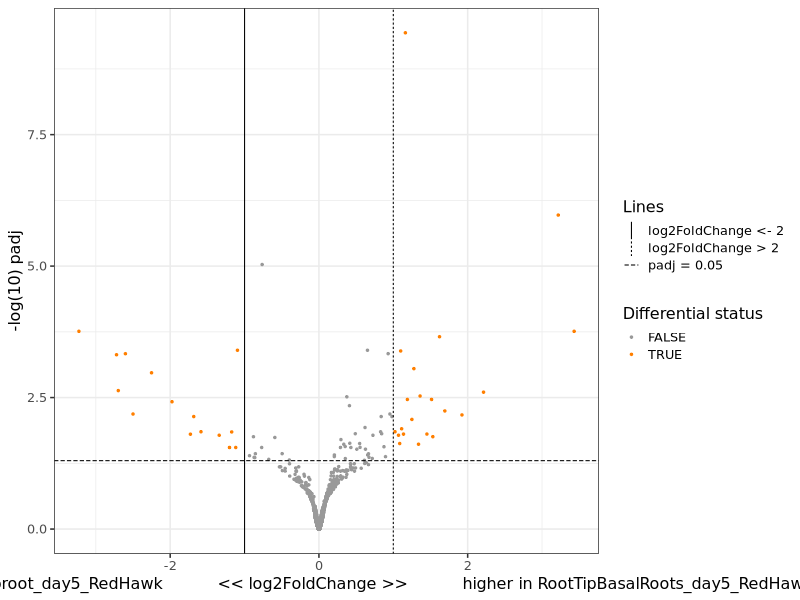 7.5
5.0
2.5
0.0
-log(10) padj
-2
0
2
proot_day5_RedHawk << log2FoldChange >> higher in RootTipBasalRoots_day5_RedHaw
Lines
log2FoldChange <- 2
log2FoldChange > 2
padj = 0.05
Differential status
FALSE
TRUE